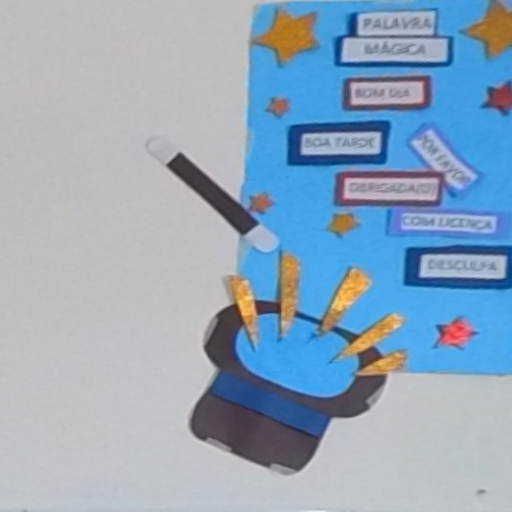 PALAVRA
MÁGICA
BOM DIA
BOA TARDE
POR FAVOR
OBRIGADA(O)
COM LICENÇA
DESCULPA